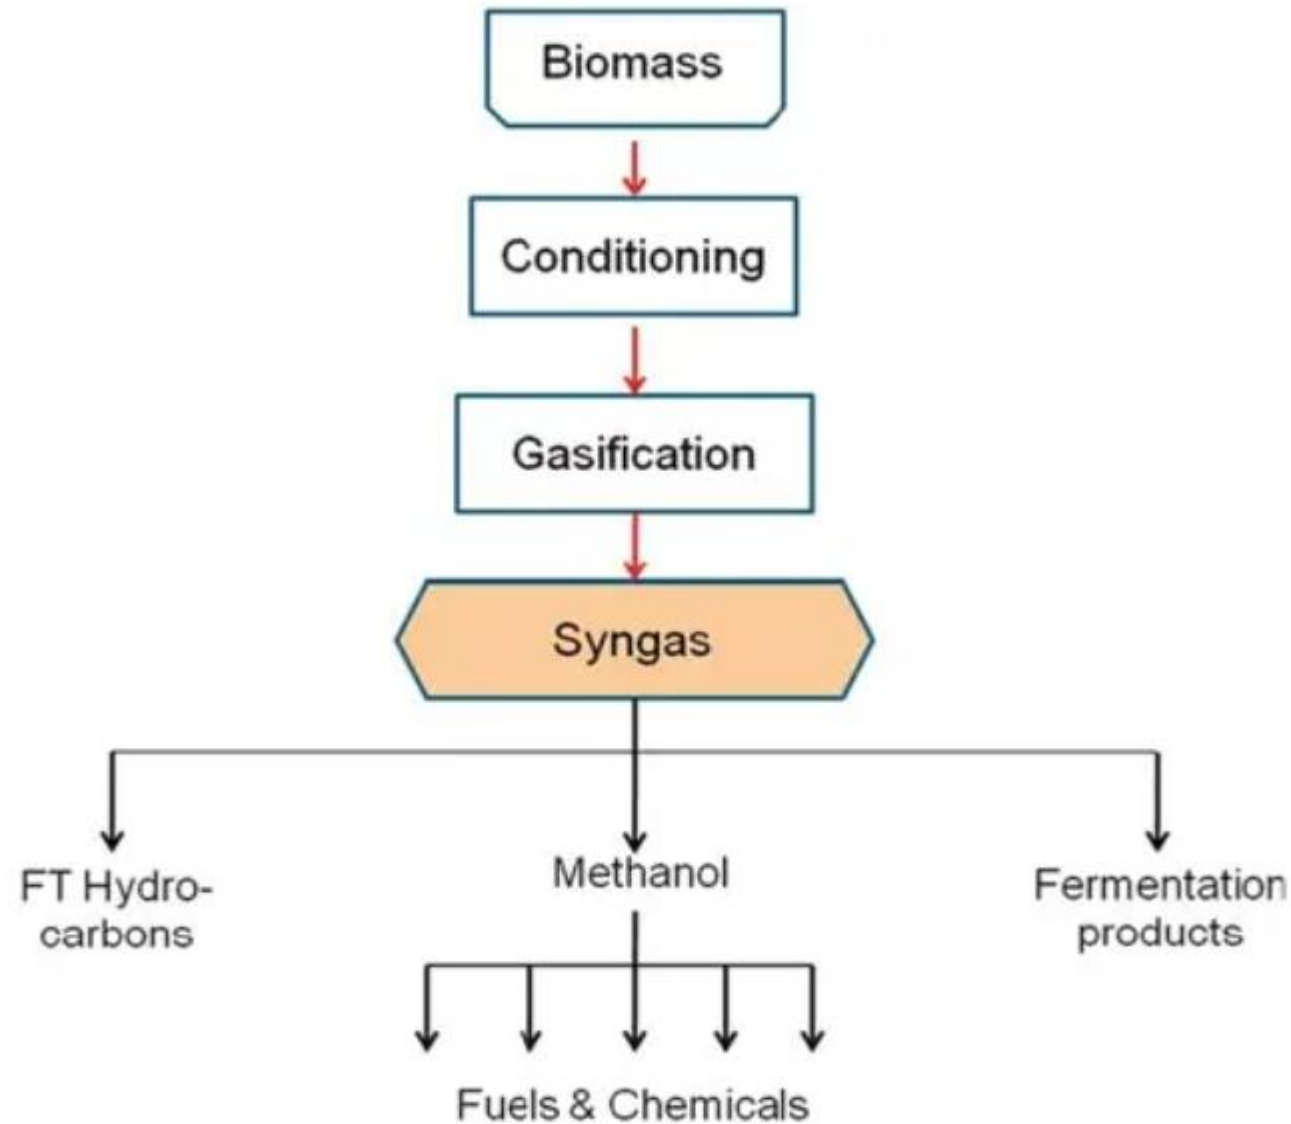 Biomass
Conditioning
Gasification
Syngas
FT Hydro-
carbons
Methanol
Fermentation
products
Fuels & Chemicals